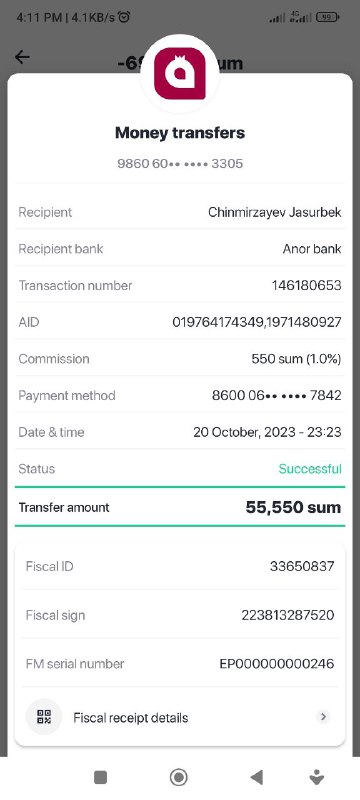 4:11 PM | 4.1KB/s
4G
99
um
Money transfers
9860 60•• •••• 3305
Recipient Chinmirzayev Jasurbek
Recipient bank Anor bank
Transaction number 146180653
AID 019764174349,1971480927
Commission 550 sum (1.0%)
Payment method 8600 06•• •••• 7842
Date & time 20 October, 2023 - 23:23
Status Successful
Transfer amount 55,550 sum
Fiscal ID 33650837
Fiscal sign 223813287520
FM serial number EP000000000246
Fiscal receipt details